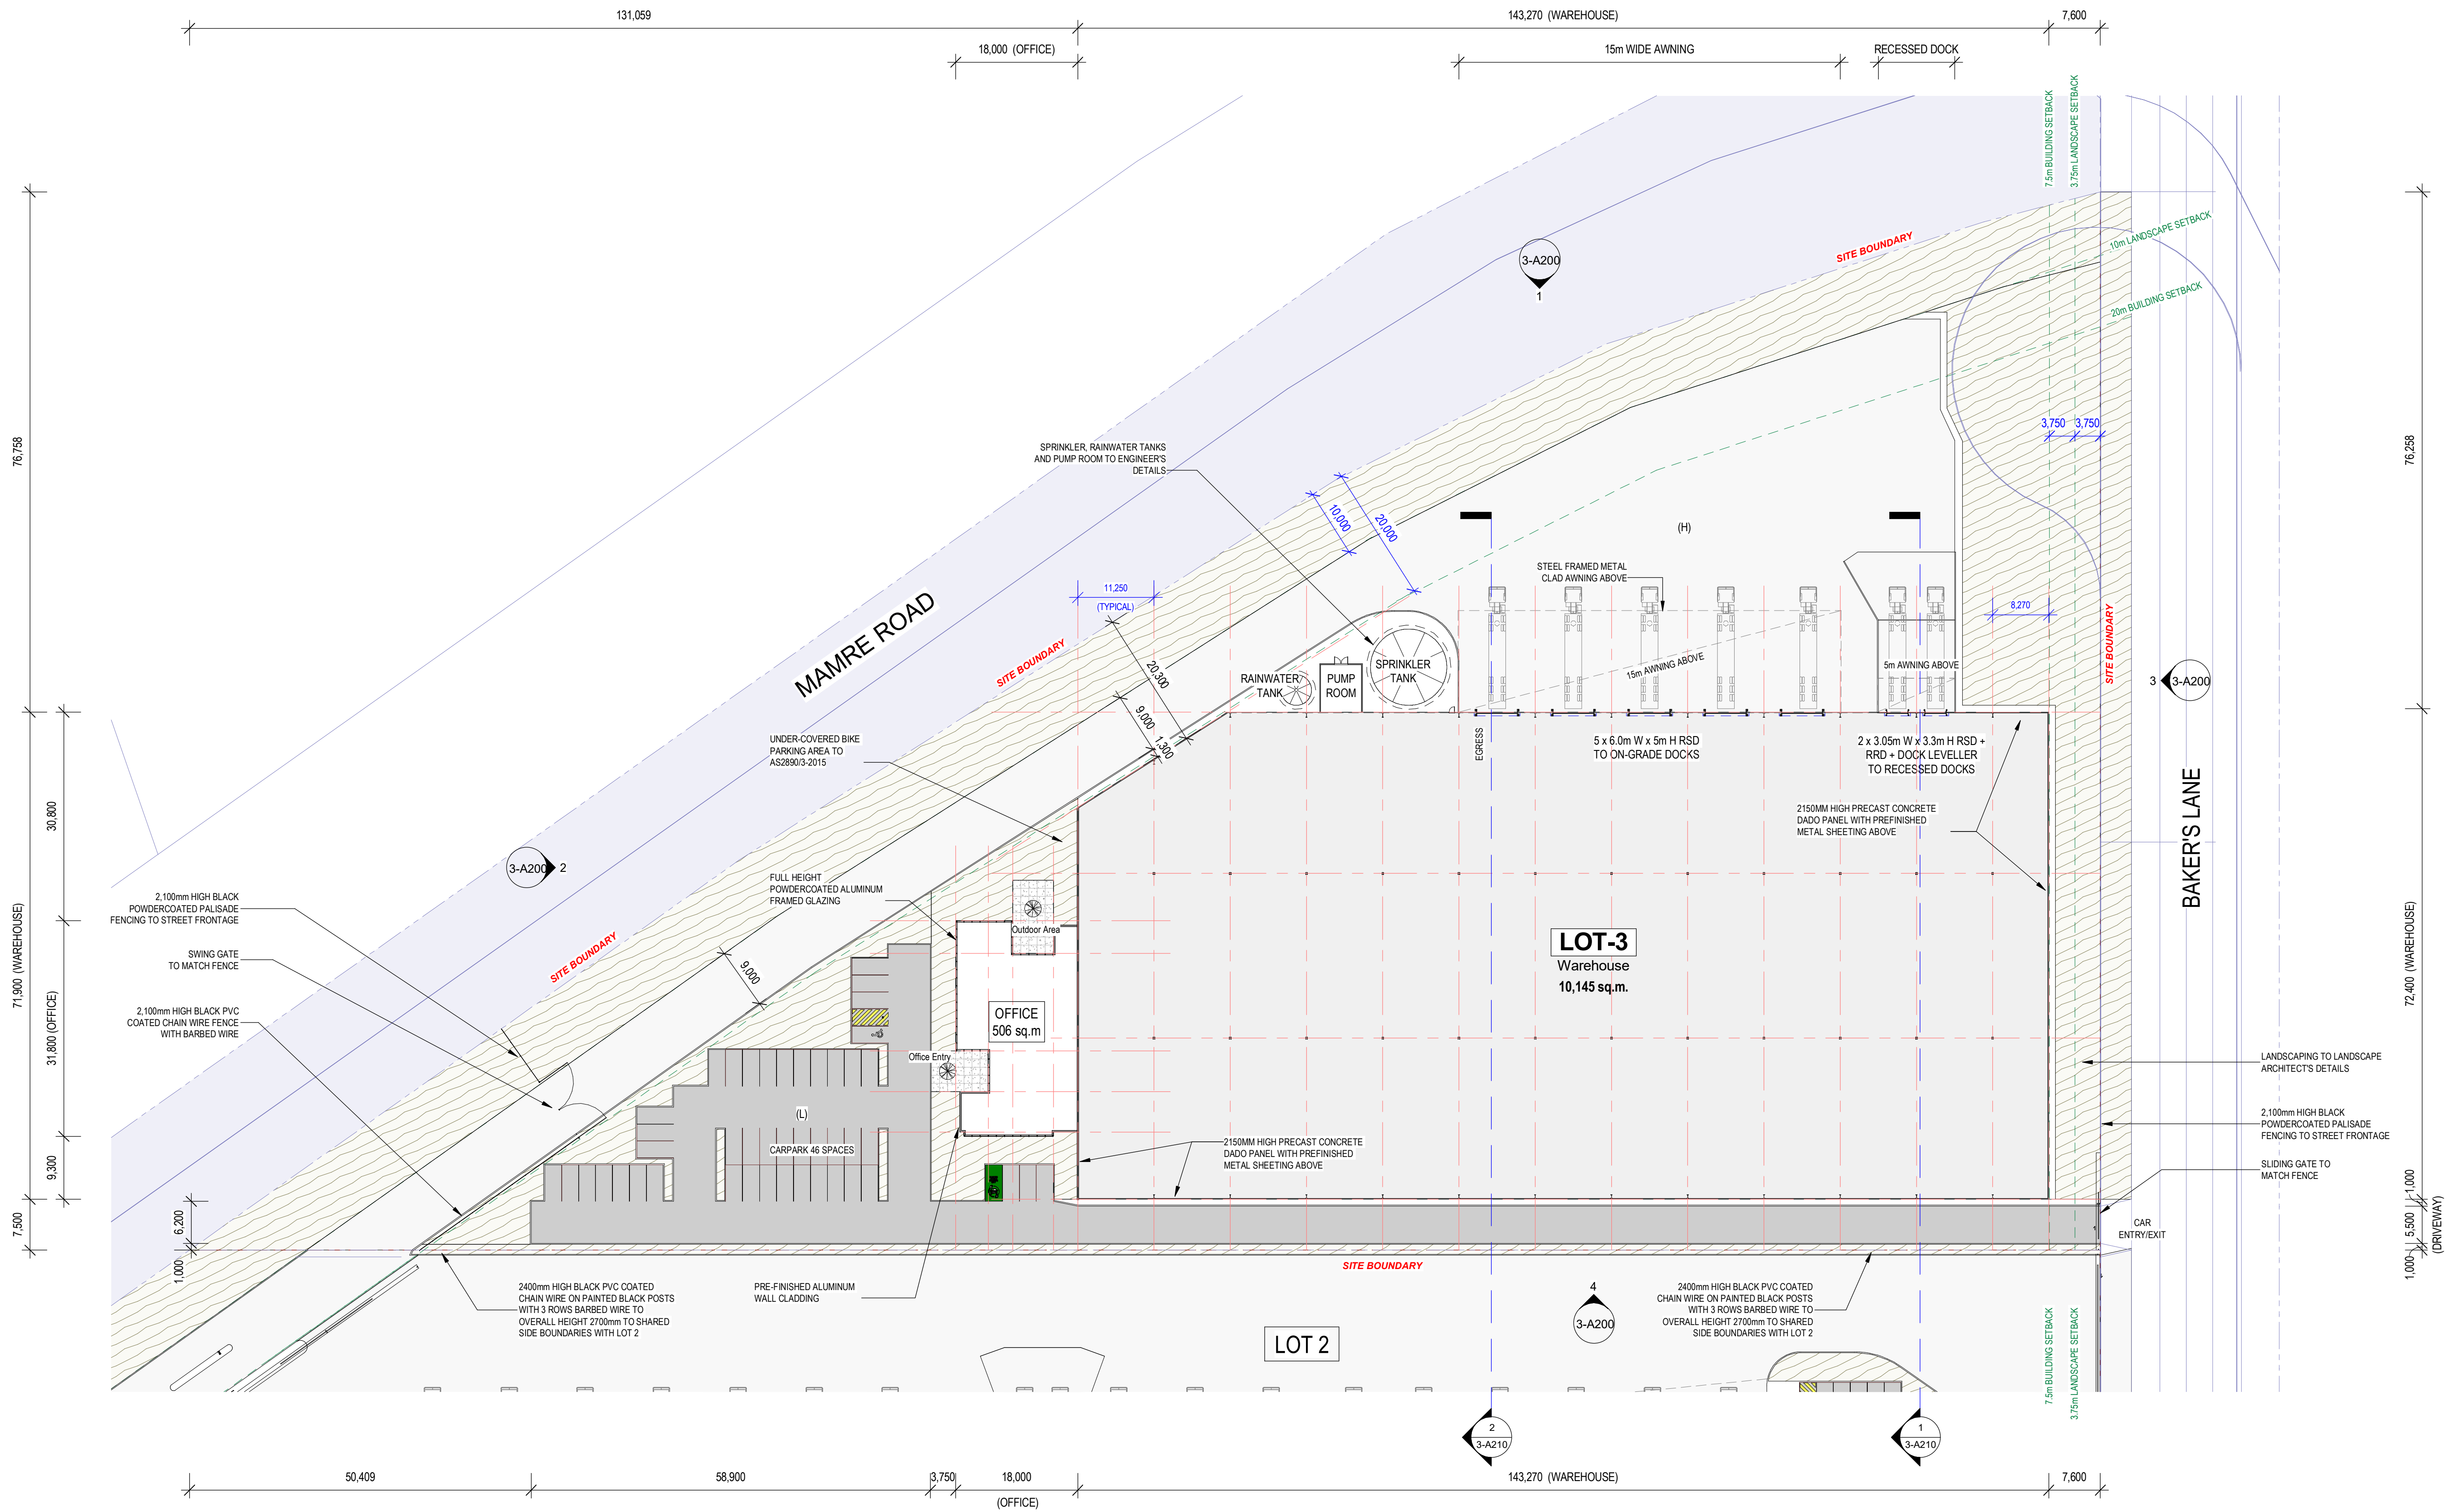 131,059
143,270 (WAREHOUSE)
7,600
18,000 (OFFICE)
15m WIDE AWNING
RECESSED DOCK
7.5m BUILDING SETBACK
3.75m LANDSCAPE SETBACK
10m LANDSCAPE SETBACK
20m BUILDING SETBACK
SITE BOUNDARY
3-A200
1
76,758
76,258
3,750
3,750
SPRINKLER, RAINWATER TANKS
AND PUMP ROOM TO ENGINEER'S
DETAILS
10,000
20,000
(H)
STEEL FRAMED METAL
CLAD AWNING ABOVE
11,250
(TYPICAL)
8,270
MAMRE ROAD
SITE BOUNDARY
SITE BOUNDARY
20,300
9,000
1,300
RAINWATER
TANK
PUMP
ROOM
SPRINKLER
TANK
15m AWNING ABOVE
5m AWNING ABOVE
3
3-A200
UNDER-COVERED BIKE
PARKING AREA TO
AS2890/3-2015
EGRESS
5 x 6.0m W x 5m H RSD
TO ON-GRADE DOCKS
2 x 3.05m W x 3.3m H RSD +
RRD + DOCK LEVELLER
TO RECESSED DOCKS
2150MM HIGH PRECAST CONCRETE
DADO PANEL WITH PREFINISHED
METAL SHEETING ABOVE
BAKER'S LANE
30,800
3-A200
2
FULL HEIGHT
POWDERCOATED ALUMINUM
FRAMED GLAZING
2,100mm HIGH BLACK
POWDERCOATED PALISADE
FENCING TO STREET FRONTAGE
SITE BOUNDARY
Outdoor Area
LOT-3
Warehouse
10,145 sq.m.
SWING GATE
TO MATCH FENCE
9,000
71,900 (WAREHOUSE)
72,400 (WAREHOUSE)
2,100mm HIGH BLACK PVC
COATED CHAIN WIRE FENCE
WITH BARBED WIRE
OFFICE
506 sq.m
31,800 (OFFICE)
Office Entry
LANDSCAPING TO LANDSCAPE
ARCHITECT'S DETAILS
(L)
CARPARK 46 SPACES
2,100mm HIGH BLACK
POWDERCOATED PALISADE
FENCING TO STREET FRONTAGE
2150MM HIGH PRECAST CONCRETE
DADO PANEL WITH PREFINISHED
METAL SHEETING ABOVE
SLIDING GATE TO
MATCH FENCE
9,300
1,000
7,500
6,200
5,500
(DRIVEWAY)
CAR
ENTRY/EXIT
1,000
1,000
SITE BOUNDARY
2400mm HIGH BLACK PVC COATED
CHAIN WIRE ON PAINTED BLACK POSTS
WITH 3 ROWS BARBED WIRE TO
OVERALL HEIGHT 2700mm TO SHARED
SIDE BOUNDARIES WITH LOT 2
PRE-FINISHED ALUMINUM
WALL CLADDING
4
3-A200
2400mm HIGH BLACK PVC COATED
CHAIN WIRE ON PAINTED BLACK POSTS
WITH 3 ROWS BARBED WIRE TO
OVERALL HEIGHT 2700mm TO SHARED
SIDE BOUNDARIES WITH LOT 2
LOT 2
7.5m BUILDING SETBACK
3.75m LANDSCAPE SETBACK
2
3-A210
1
3-A210
50,409
58,900
3,750
18,000
(OFFICE)
143,270 (WAREHOUSE)
7,600